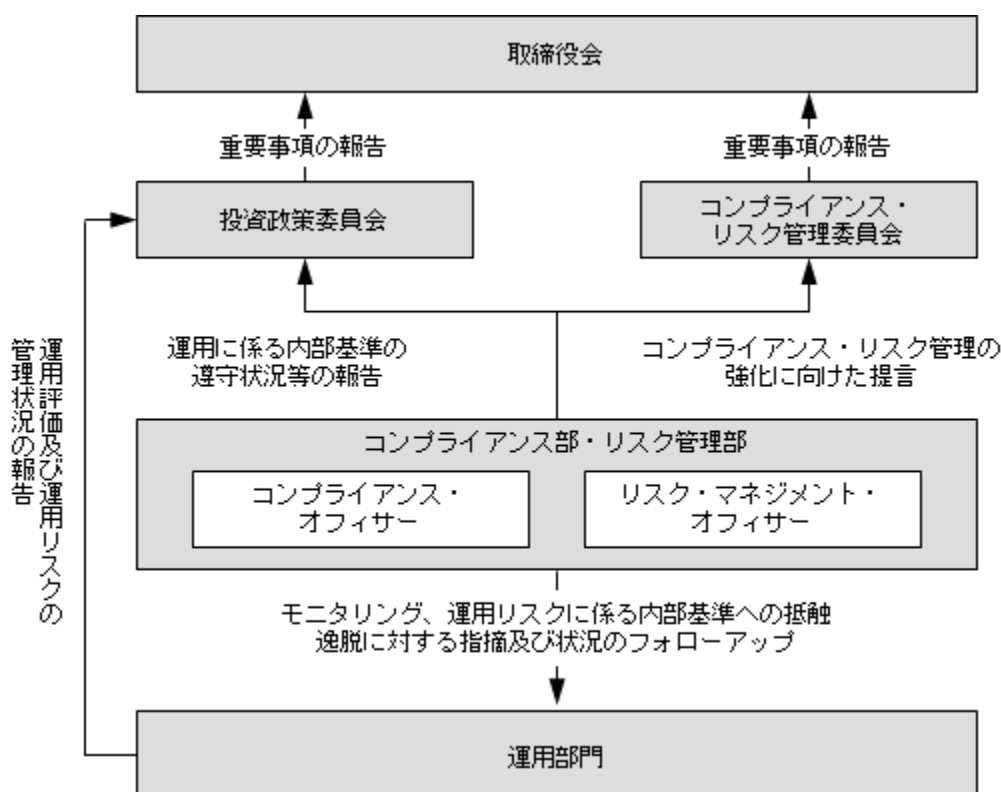 取締役会
重要事項の報告
重要事項の報告
投資政策委員会
コンプライアンス・
リスク管理委員会
運用に係る内部基準の
遵守状況等の報告
コンプライアンス・リスク管理の
強化に向けた提言
運用評価及び運用リスクの
管理状況の報告
コンプライアンス部・リスク管理部
コンプライアンス・
オフィサー
リスク・マネジメント・
オフィサー
モニタリング、運用リスクに係る内部基準への抵触
逸脱に対する指摘及び状況のフォローアップ
運用部門